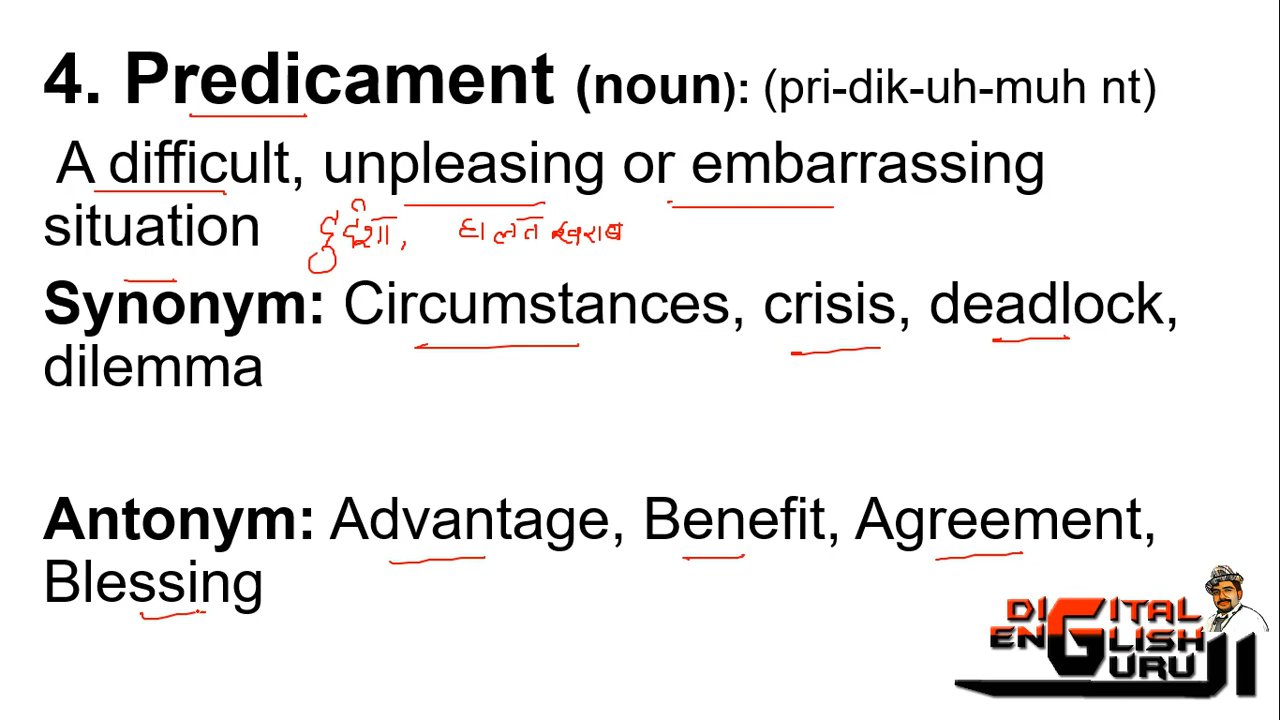 4. Predicament (noun): (pri-dik-uh-muh nt)
A difficult, unpleasing or embarrassing
situation दुर्दशा, हालत खराब
Synonym: Circumstances, crisis, deadlock,
dilemma
Antonym: Advantage, Benefit, Agreement,
Blessing
DIGITAL
ENGLISH
GURUJI